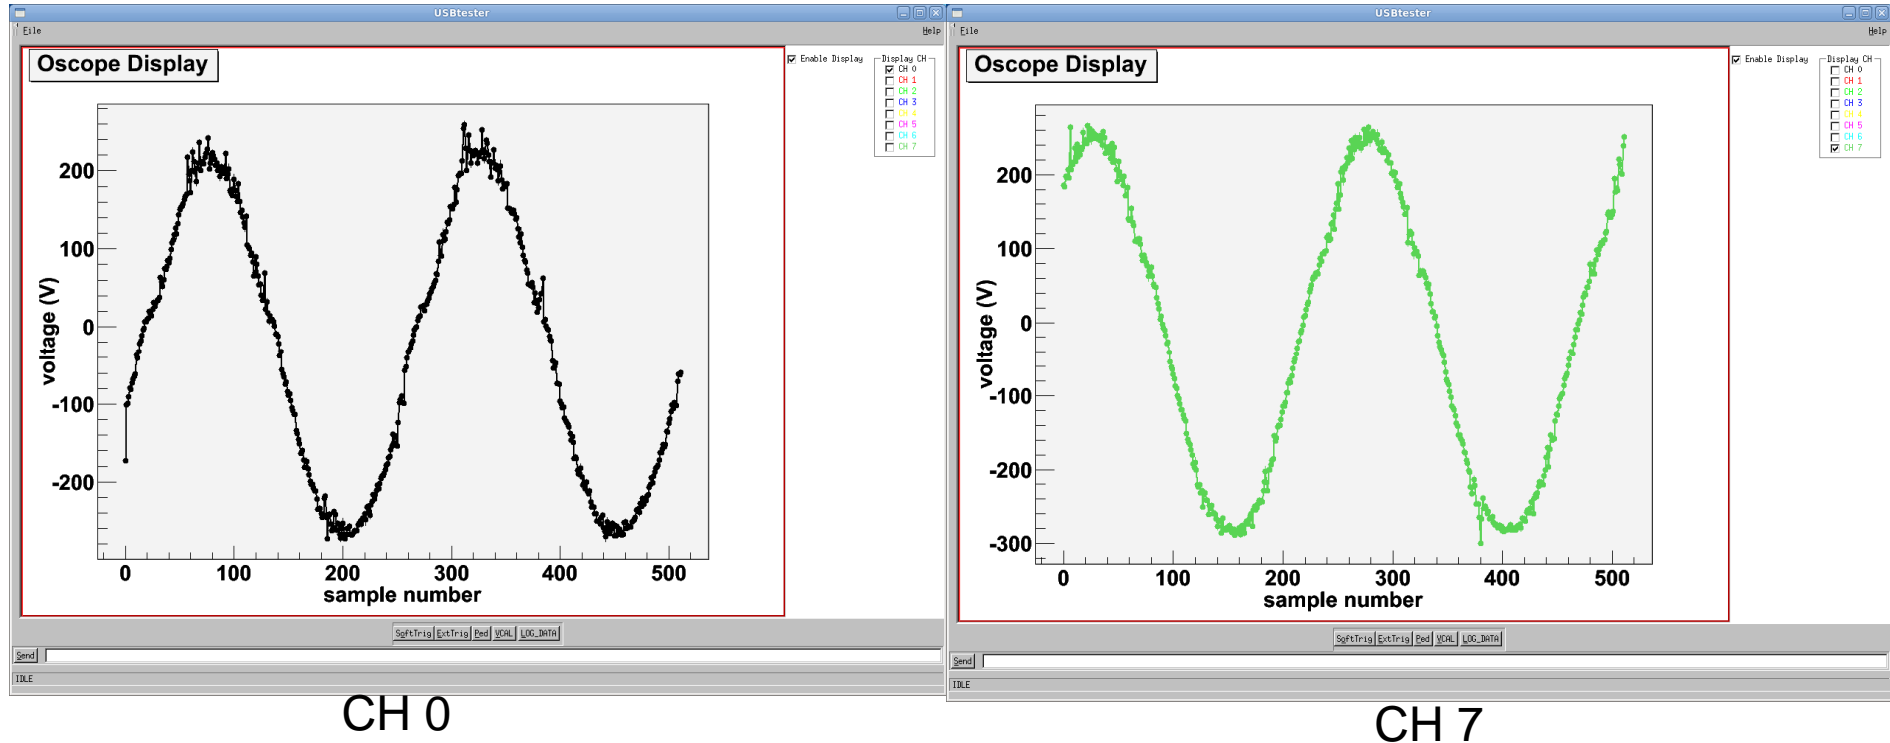 USBtester
File
Help
Oscope Display
Enable Display
Display CH
CH 0
CH 1
CH 2
CH 3
CH 4
CH 5
CH 6
CH 7
voltage (V)
200
100
0
-100
-200
0 100 200 300 400 500
sample number
SoftTrig ExtTrig Ped VCAL LOG_DATA
Send
IDLE
CH 0
USBtester
File
Help
Oscope Display
Enable Display
Display CH
CH 0
CH 1
CH 2
CH 3
CH 4
CH 5
CH 6
CH 7
voltage (V)
200
100
0
-100
-200
-300
0 100 200 300 400 500
sample number
SoftTrig ExtTrig Ped VCAL LOG_DATA
Send
IDLE
CH 7